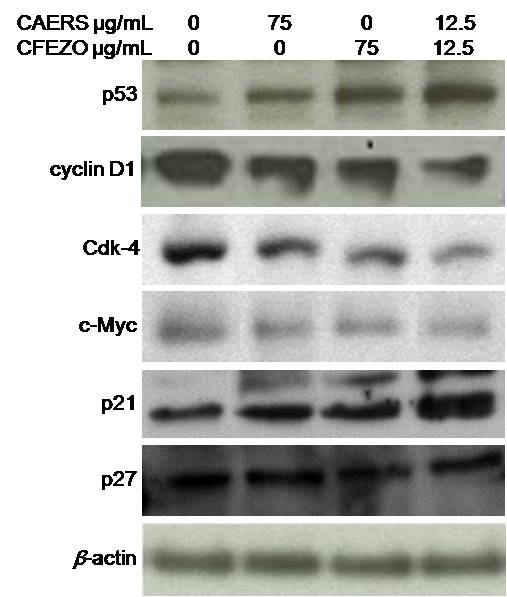 CAERS µg/mL 0 75 0 12.5
CFEZO µg/mL 0 0 75 12.5
p53
cyclin D1
Cdk-4
c-Myc
p21
p27
β-actin